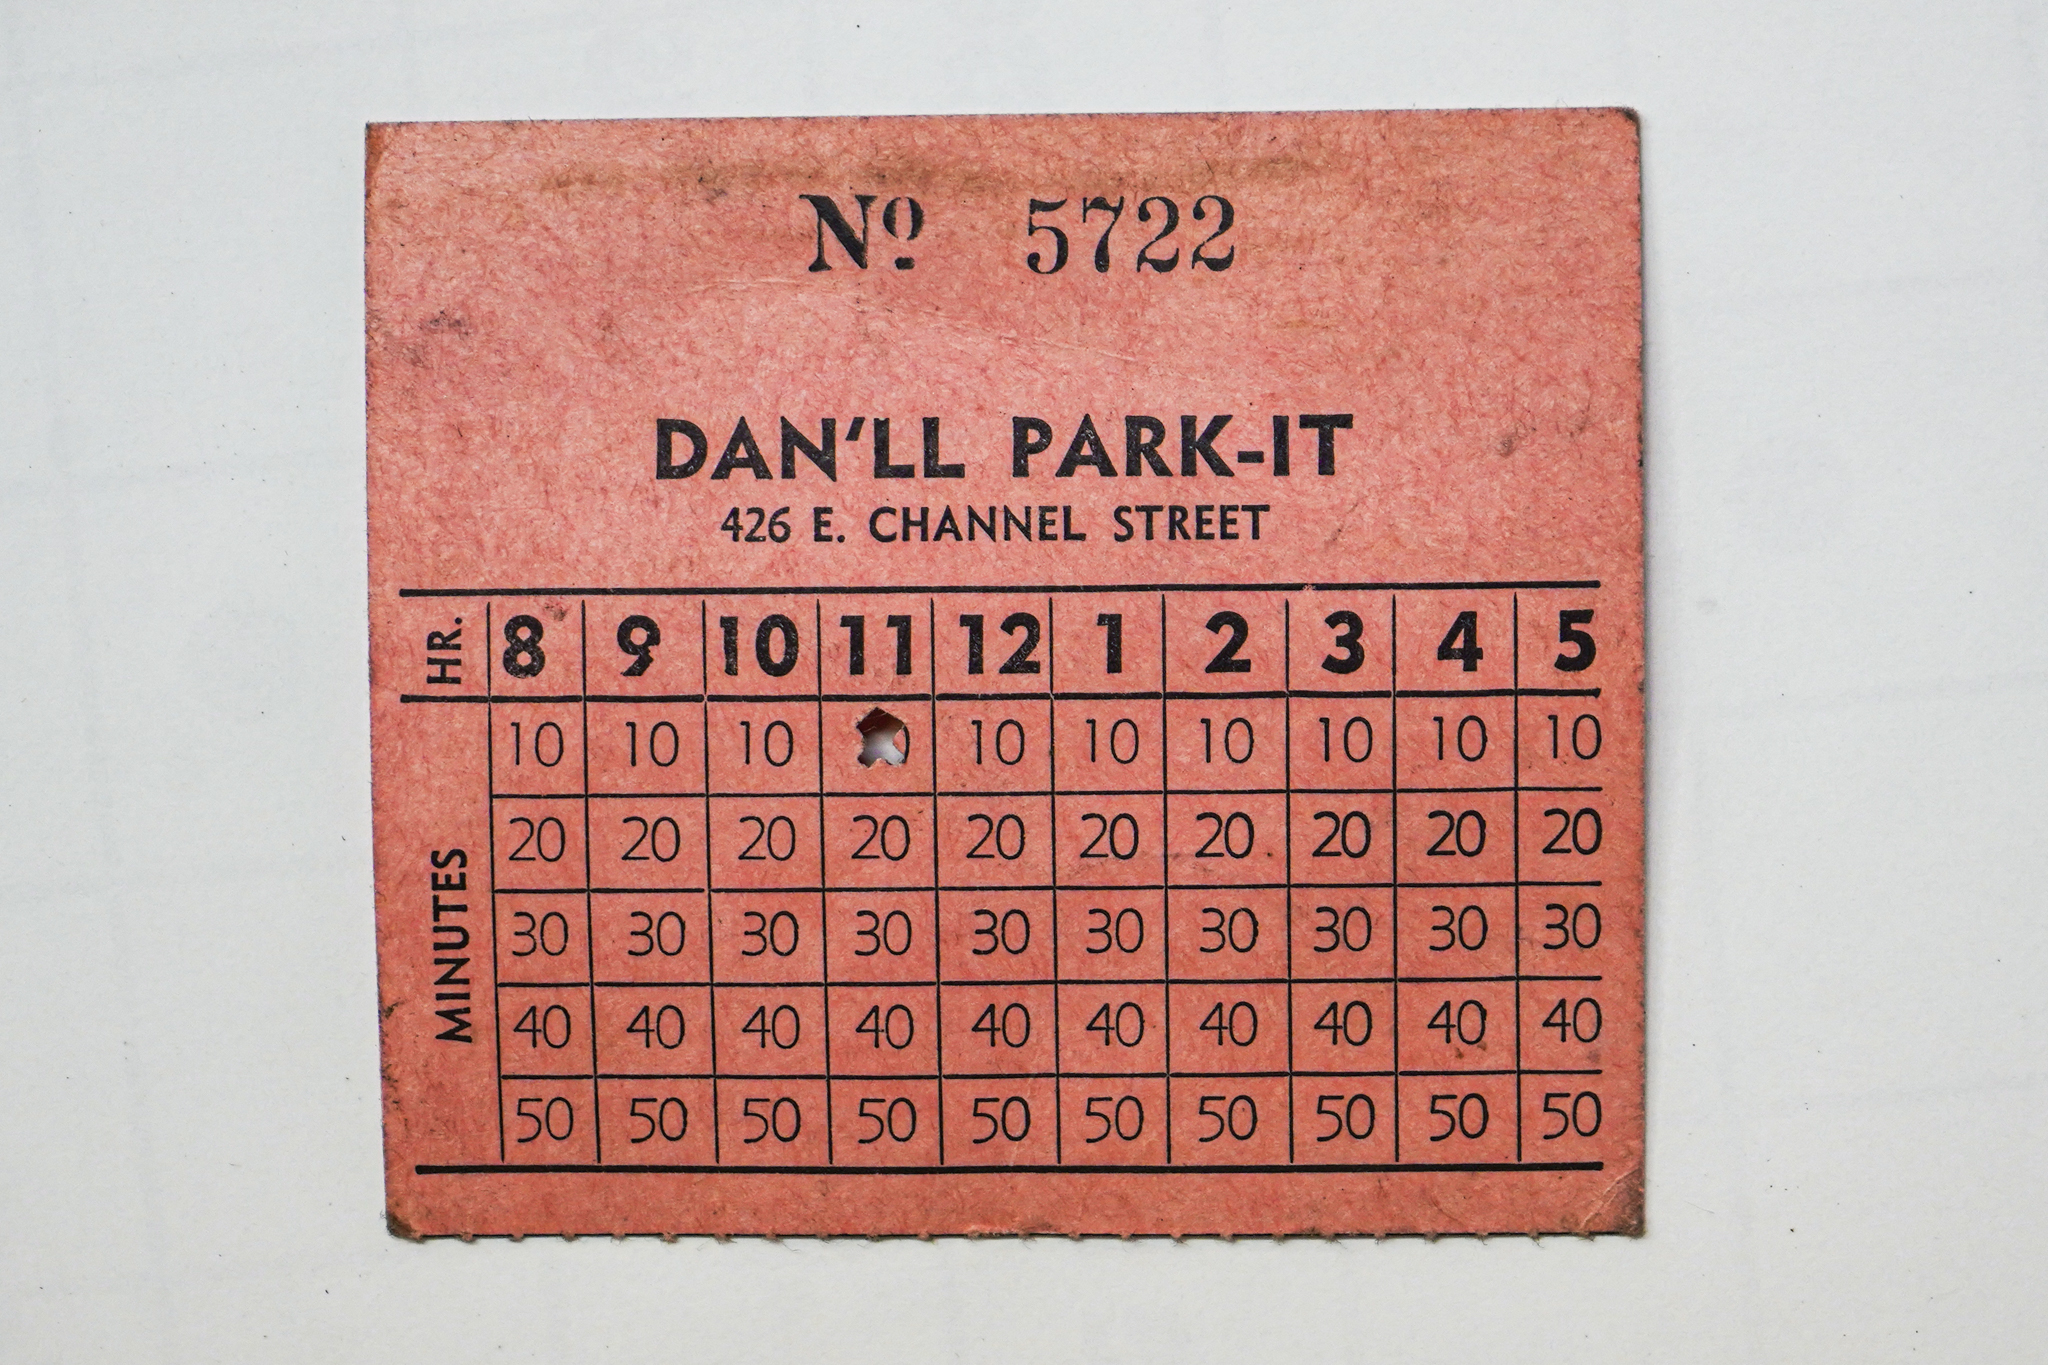 Nº 5722
DAN'LL PARK-IT
426 E. CHANNEL STREET
HR. 8 9 10 11 12 1 2 3 4 5
MINUTES
10 10 10 10 10 10 10 10 10
20 20 20 20 20 20 20 20 20 20
30 30 30 30 30 30 30 30 30 30
40 40 40 40 40 40 40 40 40 40
50 50 50 50 50 50 50 50 50 50